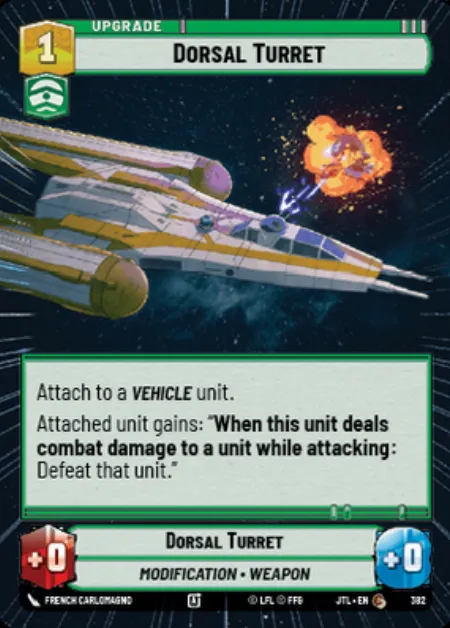 UPGRADE
1
DORSAL TURRET
Attach to a VEHICLE unit.
Attached unit gains: "When this unit deals
combat damage to a unit while attacking:
Defeat that unit."
+0
DORSAL TURRET
+0
MODIFICATION • WEAPON
FRENCH CARLOMAGNO
© LFL © FFG
JTL • EN
382